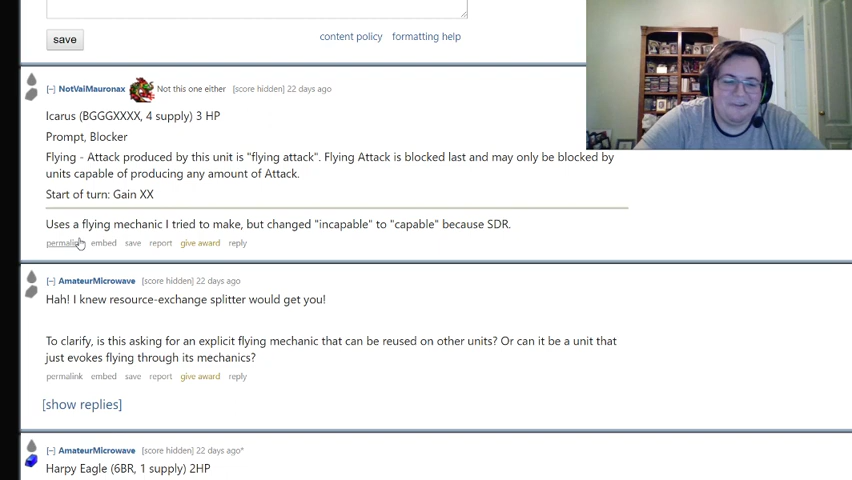 save
content policy formatting help
[-] NotVaiMauronax Not this one either [score hidden] 22 days ago
Icarus (BGGGXXXX, 4 supply) 3 HP
Prompt, Blocker
Flying - Attack produced by this unit is "flying attack". Flying Attack is blocked last and may only be blocked by
units capable of producing any amount of Attack.
Start of turn: Gain XX
Uses a flying mechanic I tried to make, but changed "incapable" to "capable" because SDR.
permalink embed save report give award reply
[-] AmateurMicrowave [score hidden] 22 days ago
Hah! I knew resource-exchange splitter would get you!
To clarify, is this asking for an explicit flying mechanic that can be reused on other units? Or can it be a unit that
just evokes flying through its mechanics?
permalink embed save report give award reply
[show replies]
[-] AmateurMicrowave [score hidden] 22 days ago*
Harpy Eagle (6BR, 1 supply) 2HP